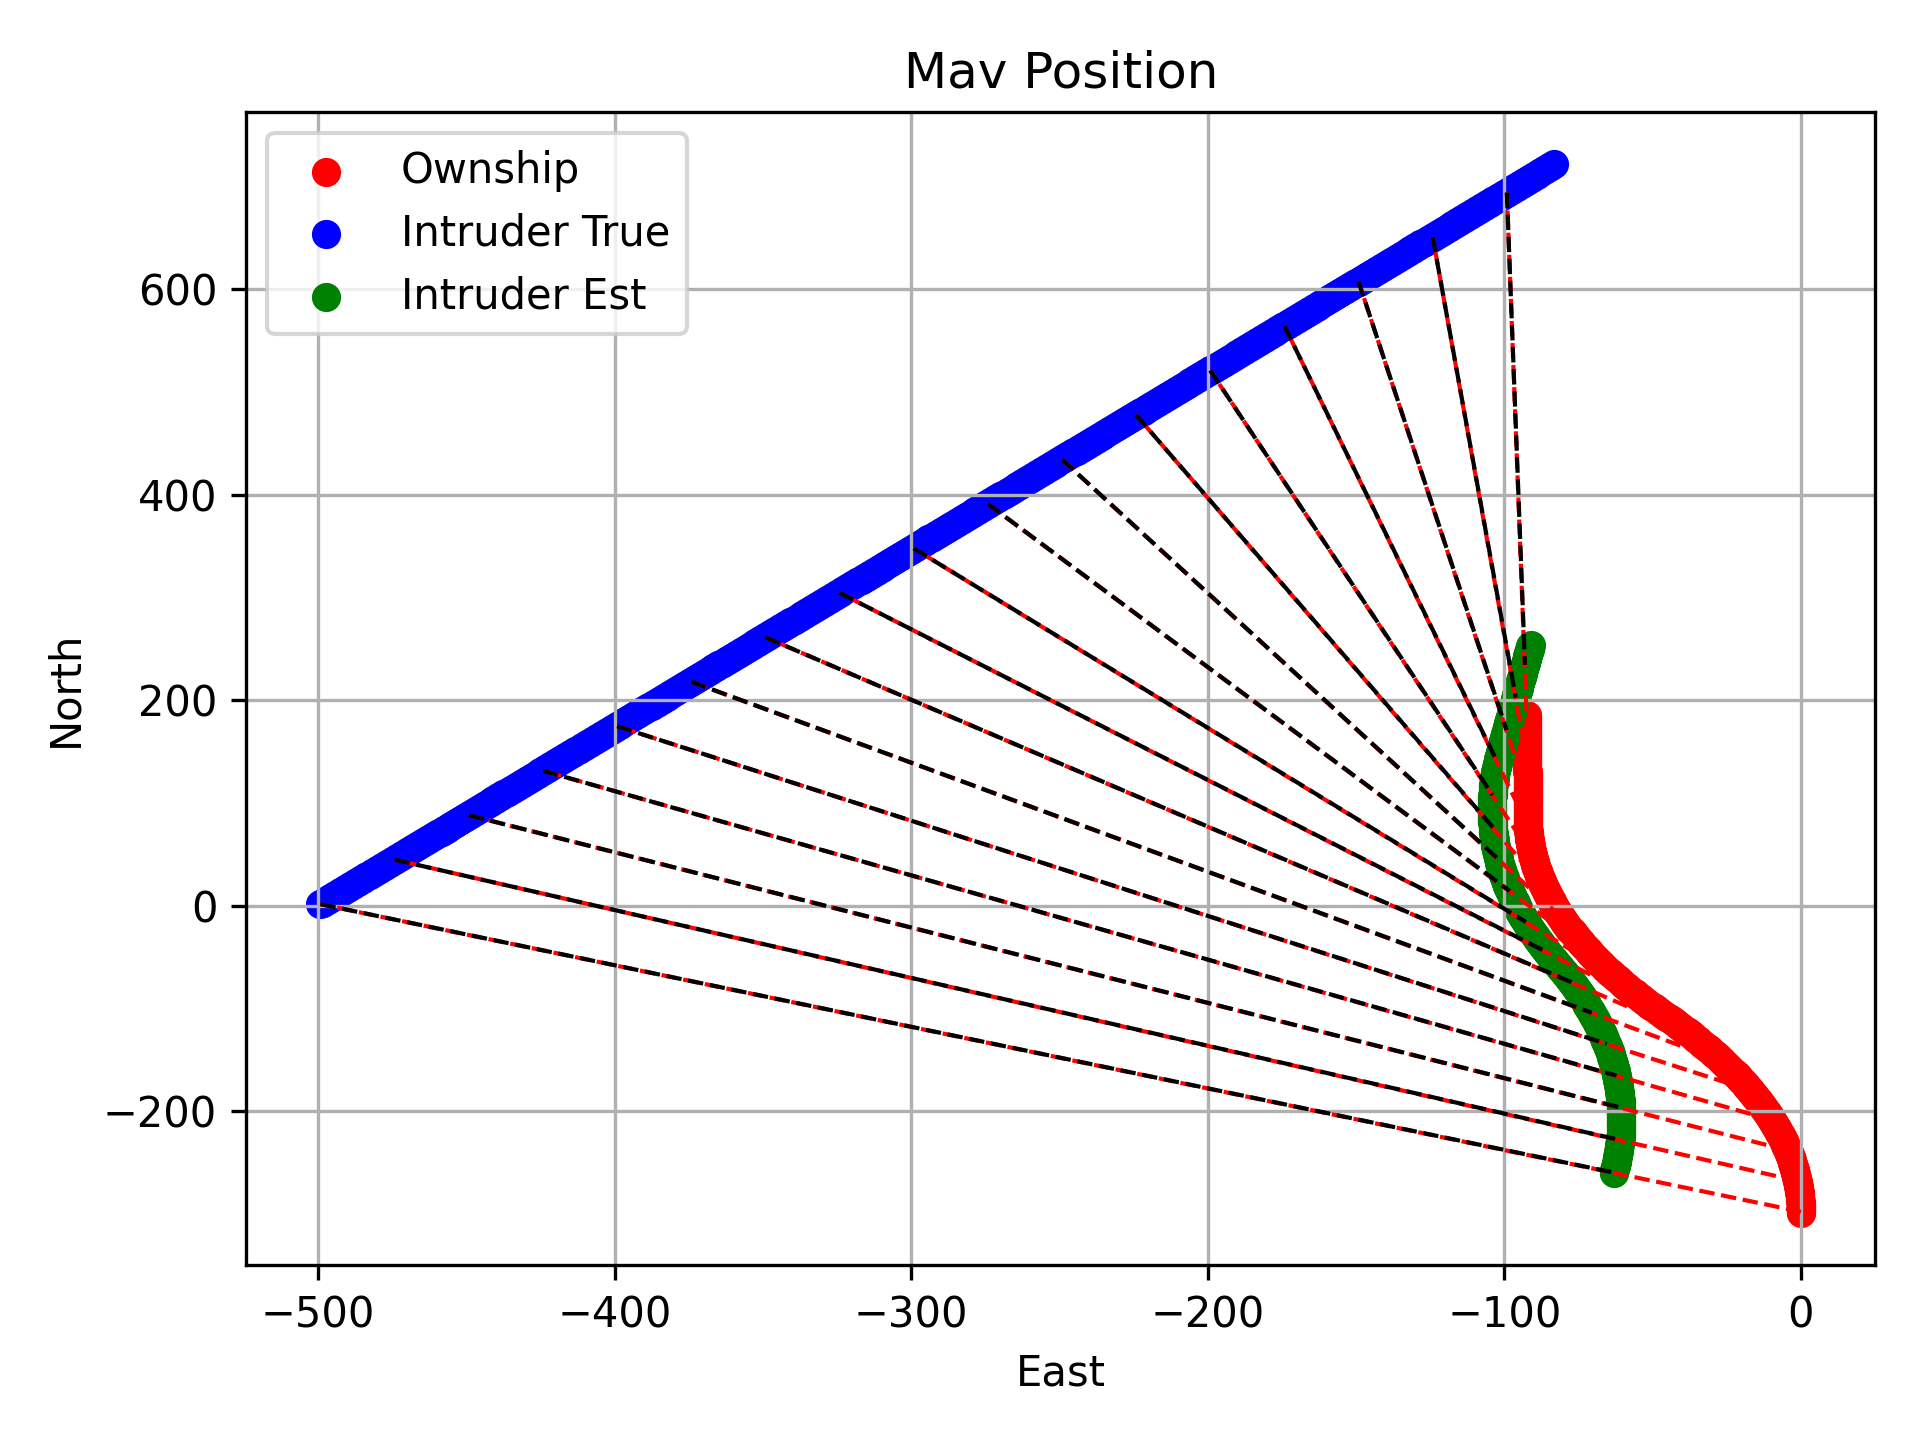 Mav Position
Ownship
Intruder True
Intruder Est
North
600
400
200
0
−200
−500
−400
−300
−200
−100
0
East